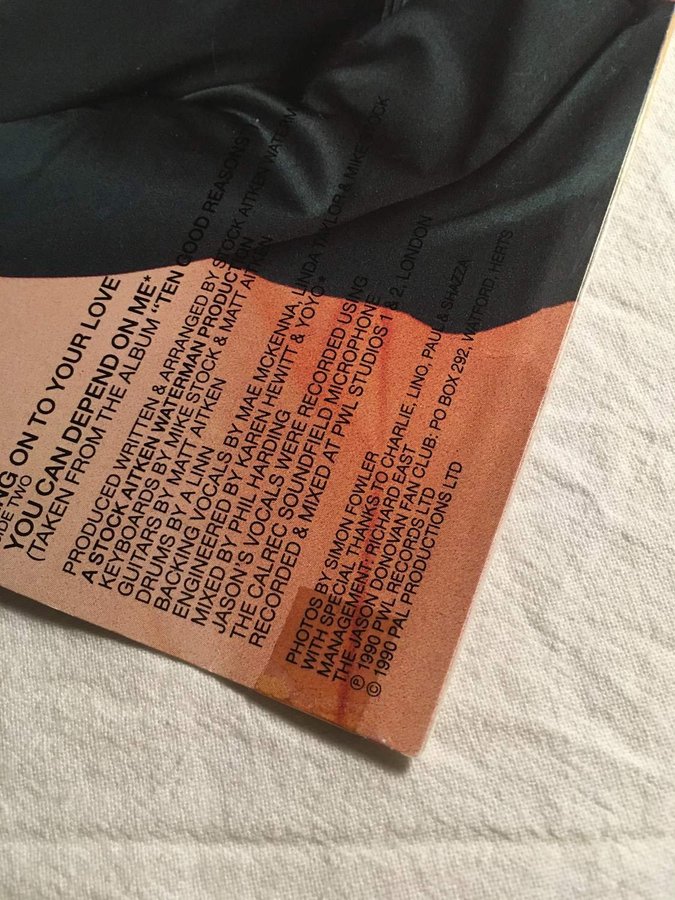 NG ON TO YOUR LOVE
SIDE TWO
YOU CAN DEPEND ON ME*
(TAKEN FROM THE ALBUM "TEN GOOD REASONS")
PRODUCED WRITTEN & ARRANGED BY STOCK AITKEN WATERM
A STOCK AITKEN WATERMAN PRODUCTION
KEYBOARDS BY MIKE STOCK & MATT AITKEN
GUITARS BY MATT AITKEN
DRUMS BY A LINN
BACKING VOCALS BY MAE MCKENNA, LINDA TAYLOR & MIKE STOCK
ENGINEERED BY KAREN HEWITT & YOYO*
MIXED BY PHIL HARDING
JASON'S VOCALS WERE RECORDED USING
THE CALREC SOUNDFIELD MICROPHONE
RECORDED & MIXED AT PWL STUDIOS 1 & 2, LONDON
PHOTOS BY SIMON FOWLER
WITH SPECIAL THANKS TO CHARLIE, LINO, PAUL & SHAZZA
MANAGEMENT: RICHARD EAST
THE JASON DONOVAN FAN CLUB: PO BOX 292, WATFORD, HERTS
Ⓟ 1990 PWL RECORDS LTD
© 1990 PAL PRODUCTIONS LTD